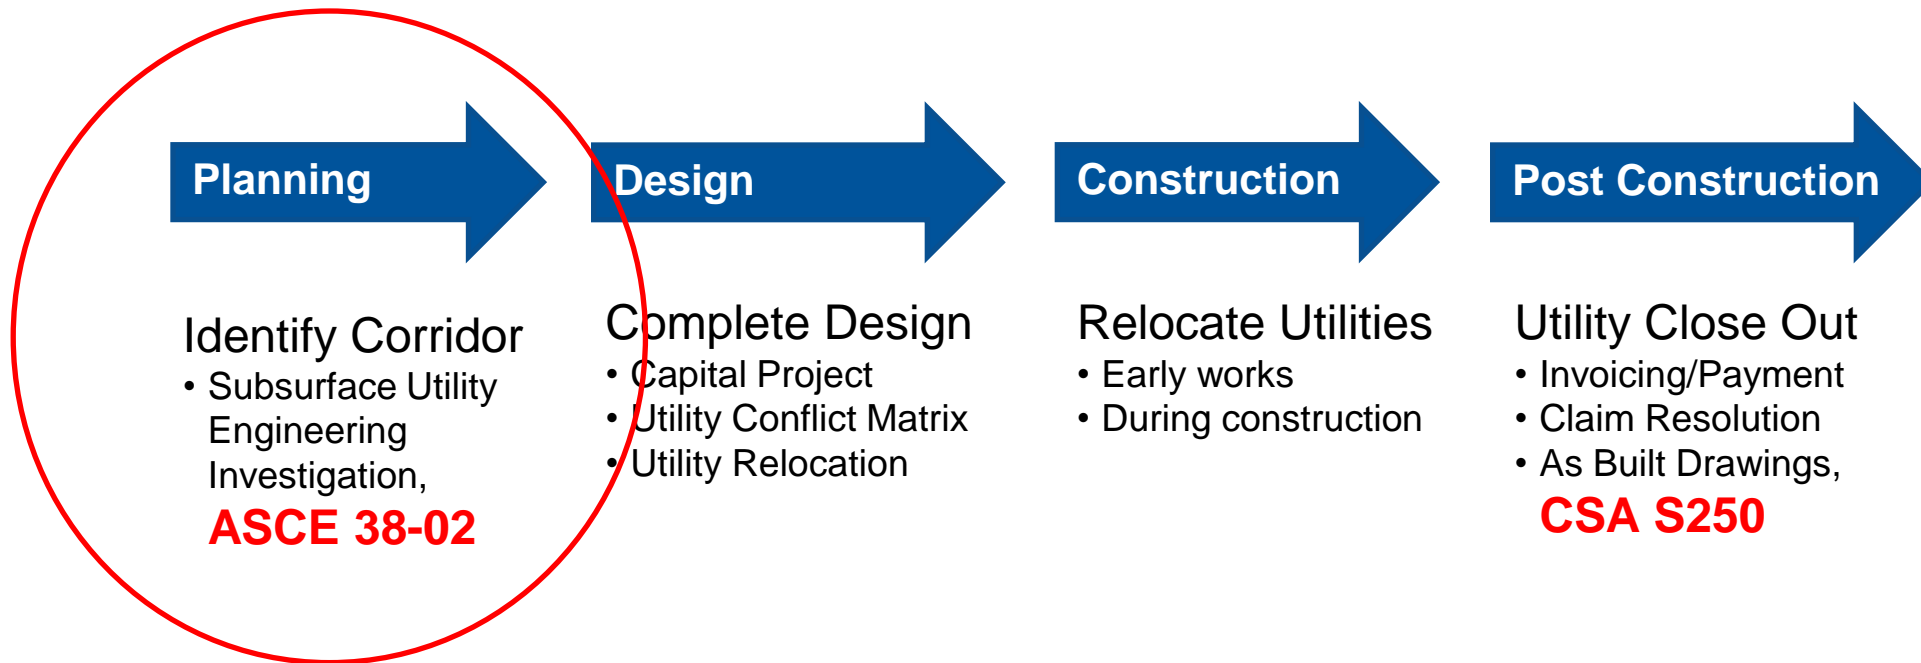 Planning
Design
Construction
Post Construction
Identify Corridor
• Subsurface Utility
Engineering
Investigation,
ASCE 38-02
Complete Design
• Capital Project
• Utility Conflict Matrix
• Utility Relocation
Relocate Utilities
• Early works
• During construction
Utility Close Out
• Invoicing/Payment
• Claim Resolution
• As Built Drawings,
CSA S250